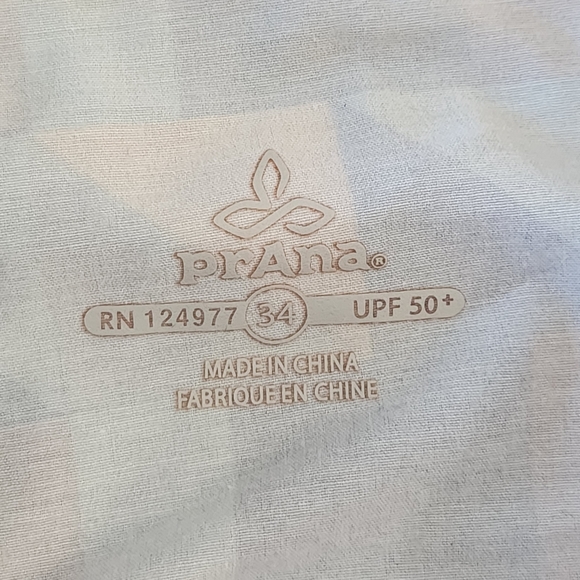 prAna®
RN 124977 34 UPF 50+
MADE IN CHINA
FABRIQUE EN CHINE